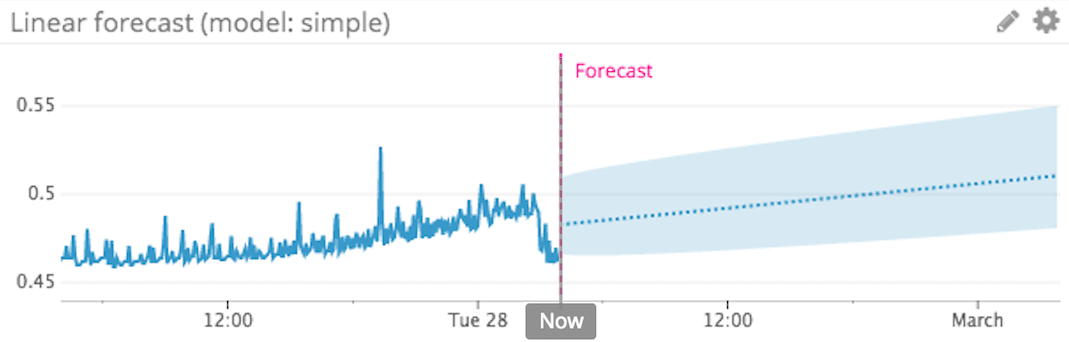 Linear forecast (model: simple)
Forecast
0.55
0.5
0.45
12:00
Tue 28
Now
12:00
March